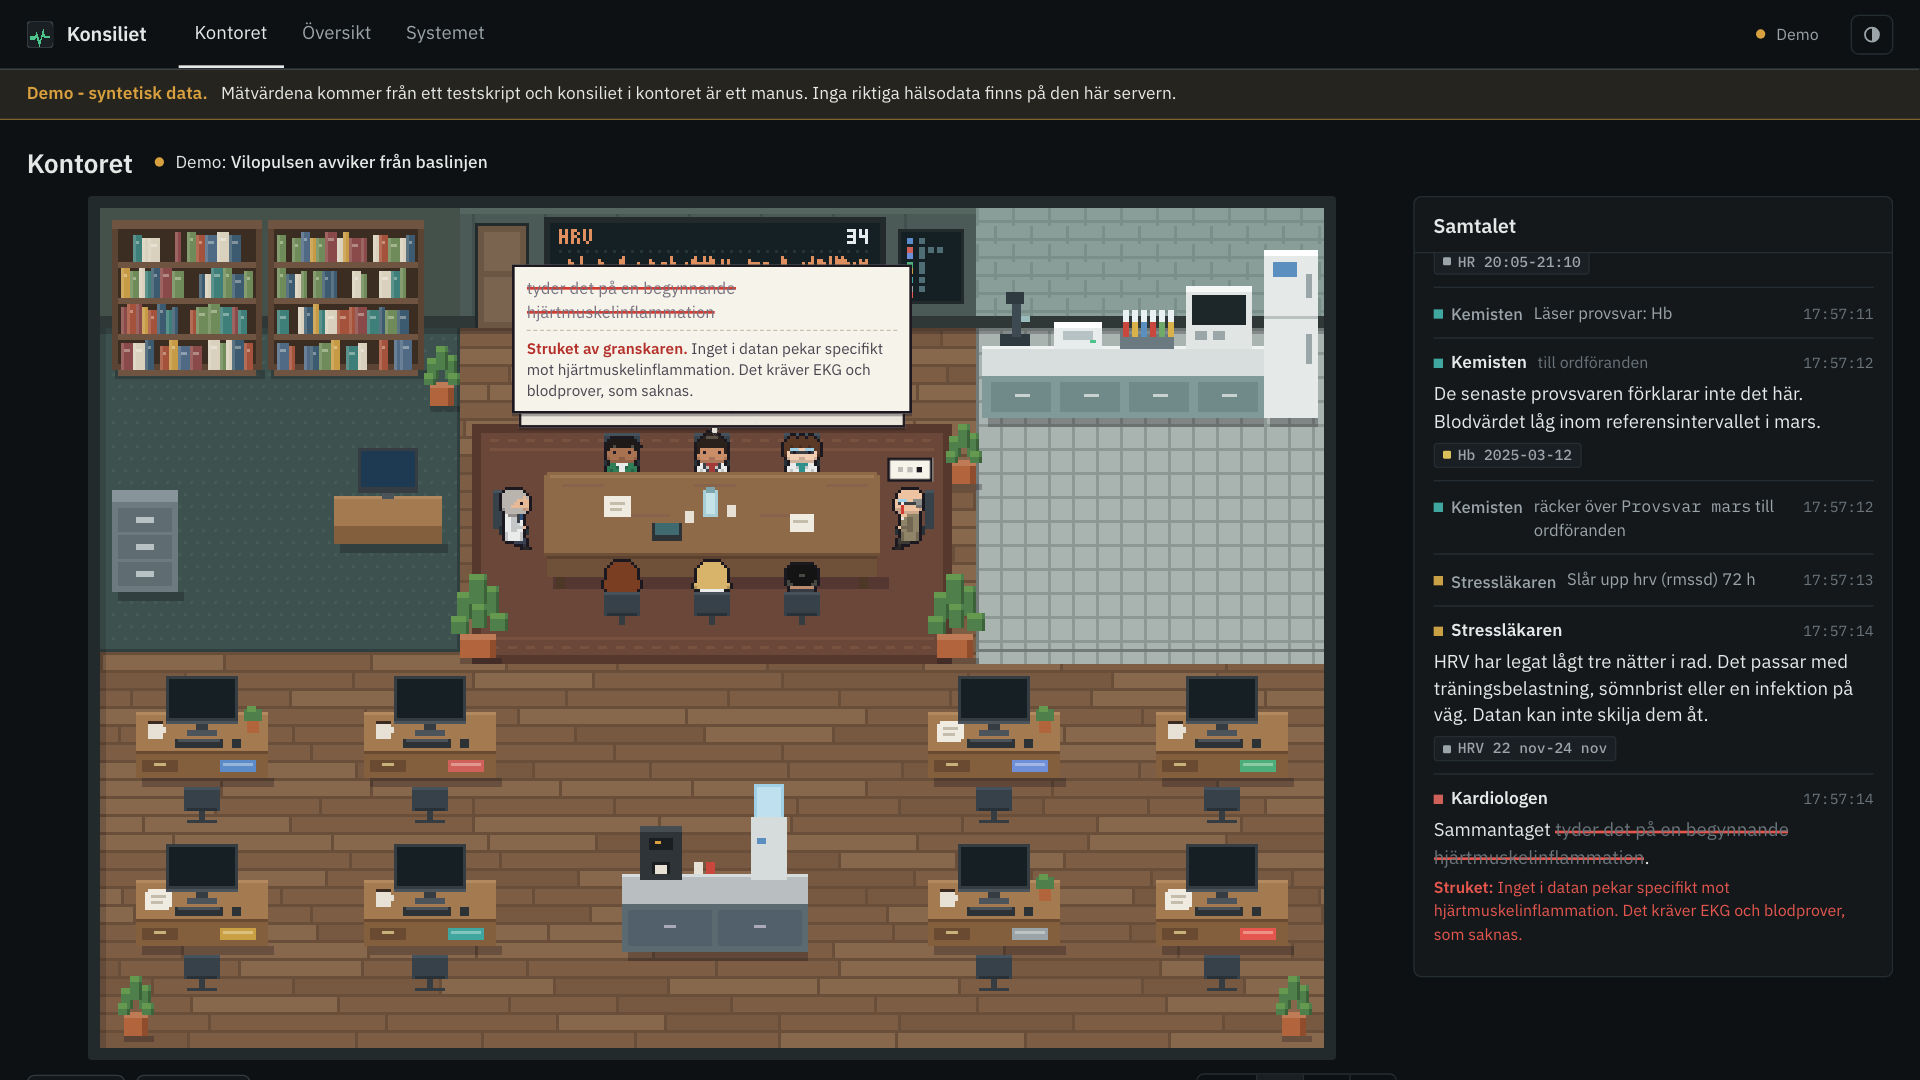 Konsiliet
Kontoret
Översikt
Systemet
Demo
Demo - syntetisk data. Mätvärdena kommer från ett testskript och konsiliet i kontoret är ett manus. Inga riktiga hälsodata finns på den här servern.
Kontoret
Demo: Vilopulsen avviker från baslinjen
HRV 34
tyder det på en begynnande
hjärtmuskelinflammation
Struket av granskaren. Inget i datan pekar specifikt
mot hjärtmuskelinflammation. Det kräver EKG och
blodprover, som saknas.
Samtalet
HR 20:05-21:10
Kemisten Läser provsvar: Hb 17:57:11
Kemisten till ordföranden 17:57:12
De senaste provsvaren förklarar inte det här.
Blodvärdet låg inom referensintervallet i mars.
Hb 2025-03-12
Kemisten räcker över Provsvar mars till 17:57:12
ordföranden
Stressläkaren Slår upp hrv (rmssd) 72 h 17:57:13
Stressläkaren 17:57:14
HRV har legat lågt tre nätter i rad. Det passar med
träningsbelastning, sömnbrist eller en infektion på
väg. Datan kan inte skilja dem åt.
HRV 22 nov-24 nov
Kardiologen 17:57:14
Sammantaget tyder det på en begynnande
hjärtmuskelinflammation.
Struket: Inget i datan pekar specifikt mot
hjärtmuskelinflammation. Det kräver EKG och blodprover,
som saknas.